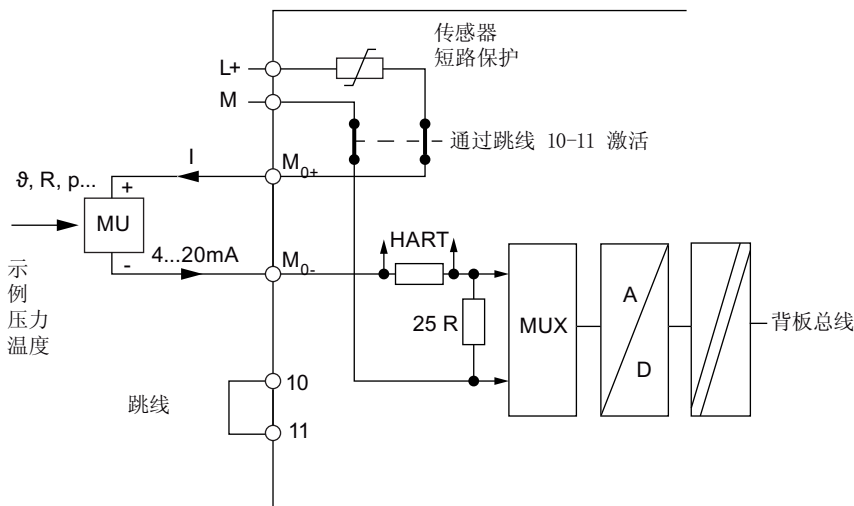 传感器
短路保护
L+
M
通过跳线 10-11 激活
I
M0+
ϑ, R, p...
+
MU
-
4...20mA
M0-
HART
示
例
压力
温度
25 R
MUX
A
D
背板总线
跳线
10
11